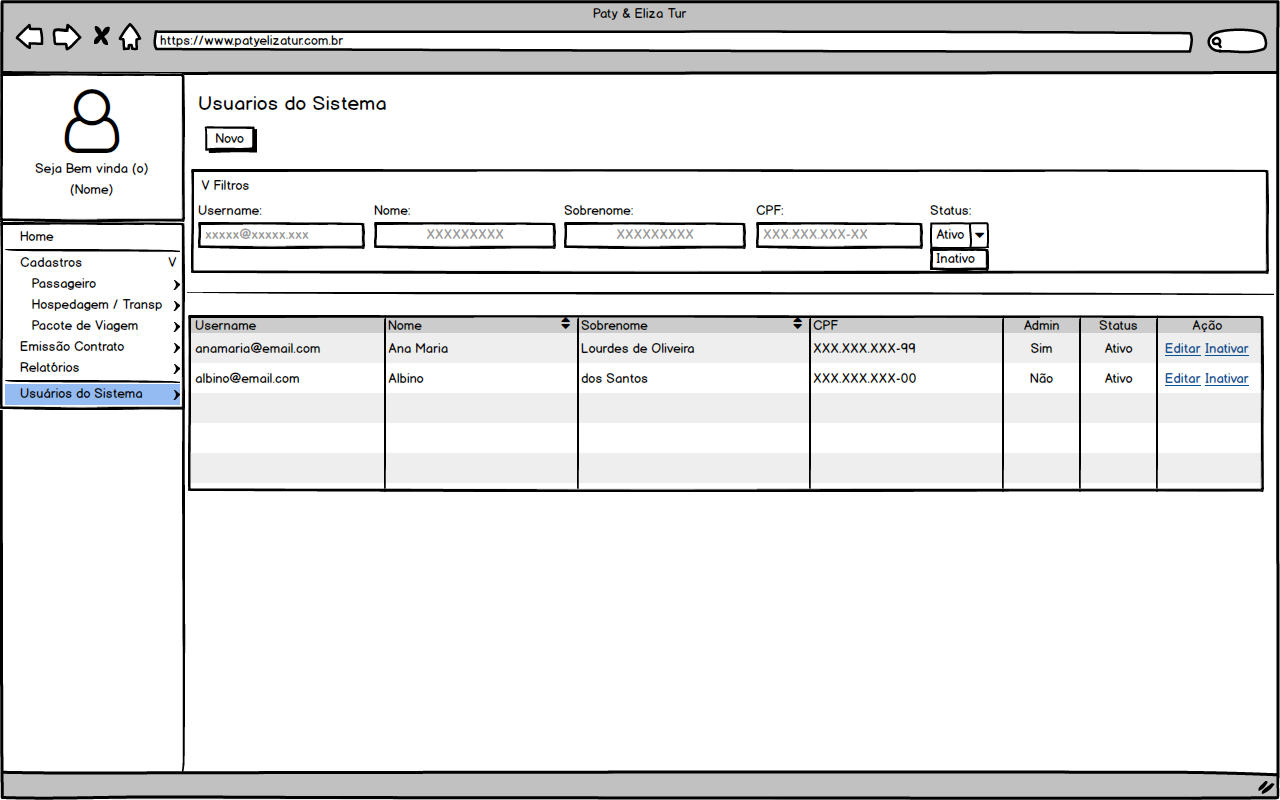 Paty & Eliza Tur
https://www.patyelizatur.com.br
Seja Bem vinda (o)
(Nome)
Home
Cadastros V
Passageiro
Hospedagem / Transp
Pacote de Viagem
Emissão Contrato
Relatórios
Usuários do Sistema
Usuarios do Sistema
Novo
V Filtros
Username: Nome: Sobrenome: CPF: Status:
xxxxx@xxxxx.xxx XXXXXXXXX XXXXXXXXX XXX.XXX.XXX-XX Ativo
Inativo
Username Nome Sobrenome CPF Admin Status Ação
anamaria@email.com Ana Maria Lourdes de Oliveira XXX.XXX.XXX-99 Sim Ativo Editar Inativar
albino@email.com Albino dos Santos XXX.XXX.XXX-00 Não Ativo Editar Inativar